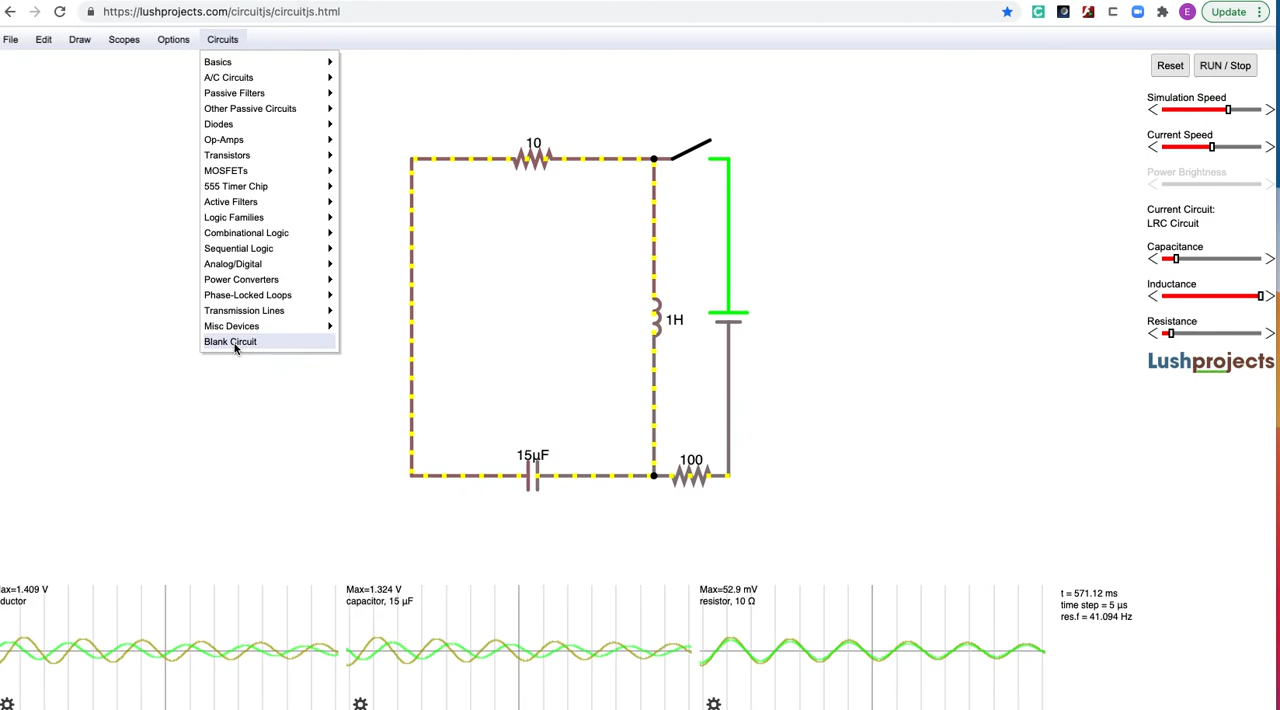 https://lushprojects.com/circuitjs/circuitjs.html
E
Update
File Edit Draw Scopes Options Circuits
Basics
A/C Circuits
Passive Filters
Other Passive Circuits
Diodes
Op-Amps
Transistors
MOSFETs
555 Timer Chip
Active Filters
Logic Families
Combinational Logic
Sequential Logic
Analog/Digital
Power Converters
Phase-Locked Loops
Transmission Lines
Misc Devices
Blank Circuit
10
1H
15µF
100
Reset RUN / Stop
Simulation Speed
Current Speed
Power Brightness
Current Circuit:
LRC Circuit
Capacitance
Inductance
Resistance
Lushprojects
ax=1.409 V
ductor
Max=1.324 V
capacitor, 15 µF
Max=52.9 mV
resistor, 10 Ω
t = 571.12 ms
time step = 5 µs
res.f = 41.094 Hz